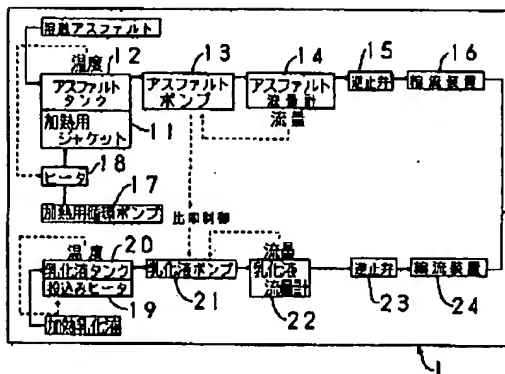 溶融アスファルト
温度 12 13 14 15 16
アスファルト
タンク
アスファルト
ポンプ
アスファルト
流量計
逆止弁
輸流装置
加熱用
ジャケット
11
流量
18
ヒータ
17
加熱用循環ポンプ
比率制御
温度 20
流量
乳化液タンク
乳化液ポンプ
乳化液
流量計
逆止弁
輸流装置
投込みヒータ
19 21 22 23 24
加熱乳化液
1